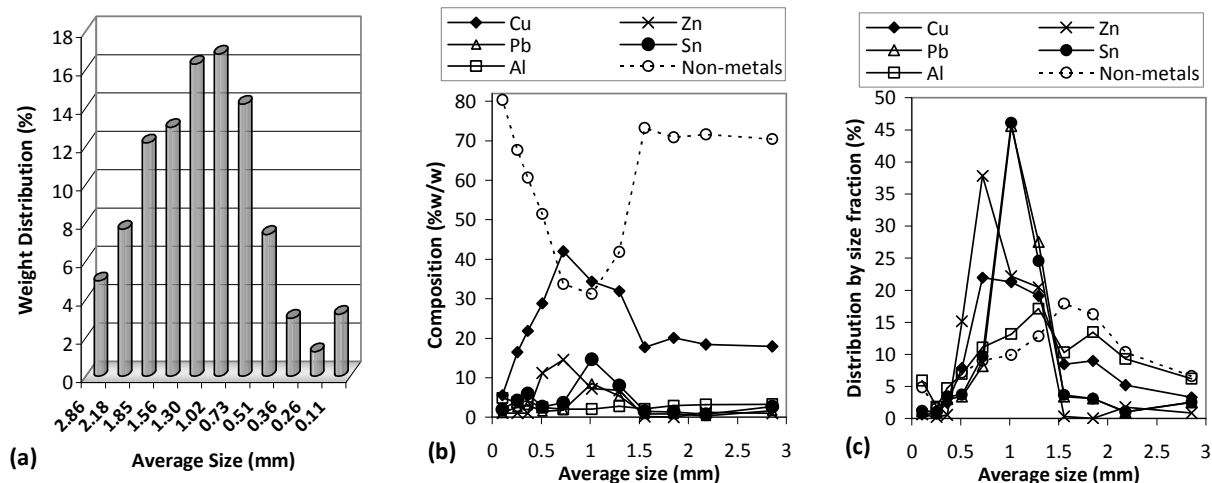 18
16
14
12
10
8
6
4
2
0
Weight Distribution (%)
2.86
2.18
1.85
1.56
1.30
1.02
0.73
0.51
0.36
0.26
0.11
Average Size (mm)
(a)
Cu Zn
Pb Sn
Al Non-metals
80
70
60
50
40
30
20
10
0
Composition (%w/w)
0 0.5 1 1.5 2 2.5 3
Average size (mm)
(b)
Cu Zn
Pb Sn
Al Non-metals
50
45
40
35
30
25
20
15
10
5
0
Distribution by size fraction (%)
0 0.5 1 1.5 2 2.5 3
Average size (mm)
(c)